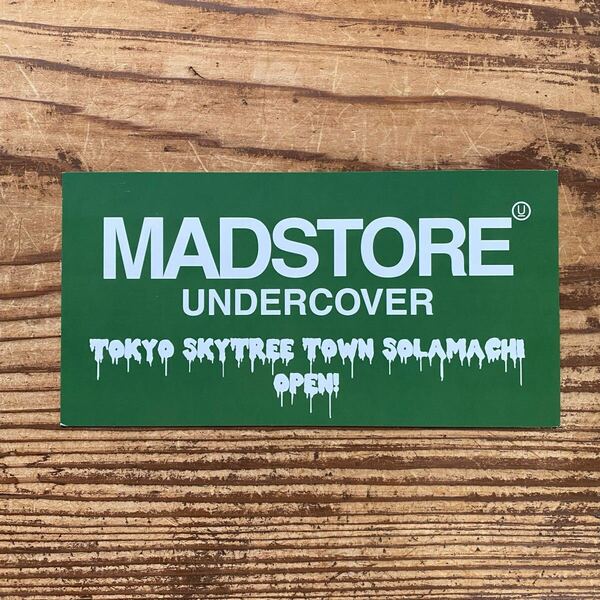 MADSTORE Ⓤ
UNDERCOVER
TOKYO SKYTREE TOWN SOLAMACHI
OPEN!